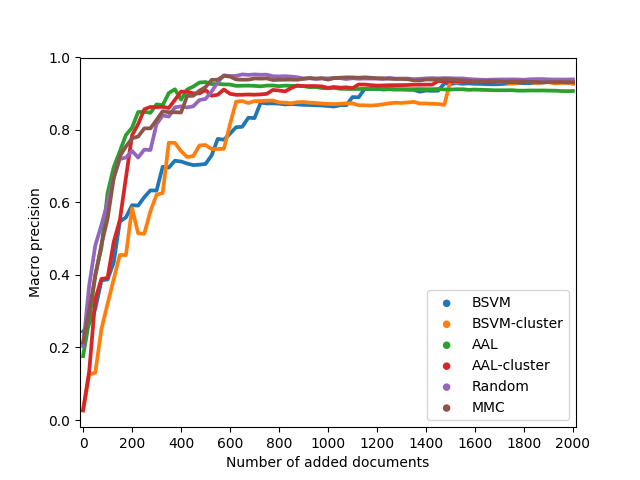 1.0
0.8
0.6
0.4
0.2
0.0
Macro precision
0 200 400 600 800 1000 1200 1400 1600 1800 2000
Number of added documents
BSVM
BSVM-cluster
AAL
AAL-cluster
Random
MMC